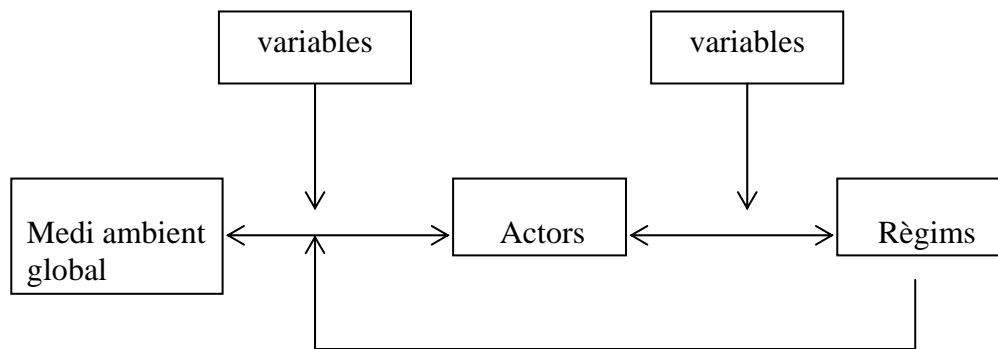 variables
variables
Medi ambient
global
Actors
Règims